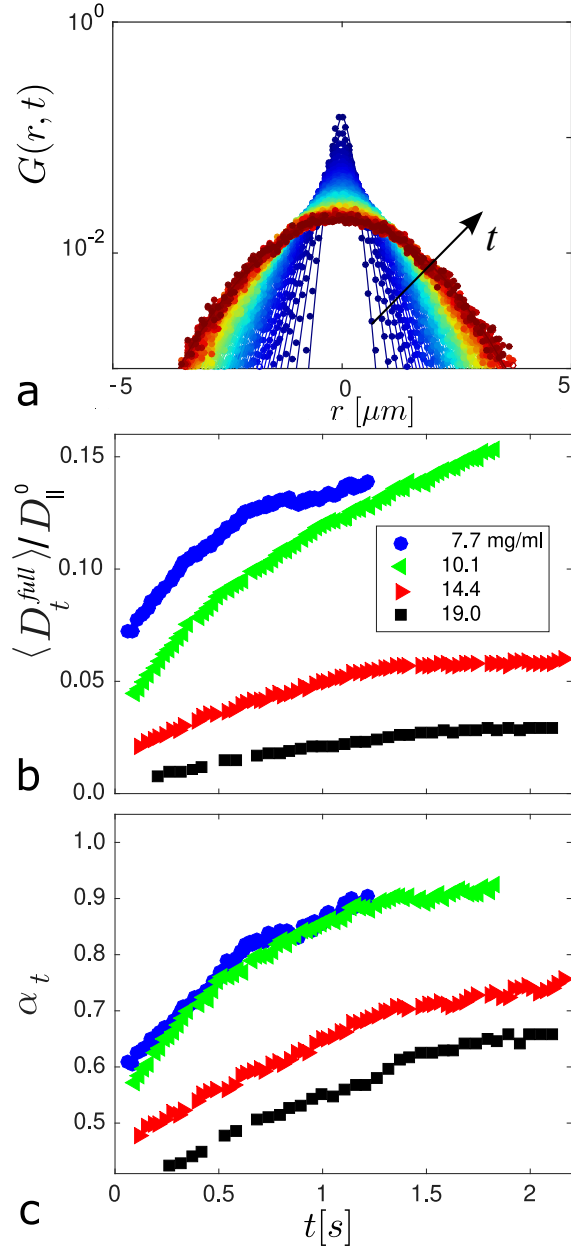 10⁰
G(r, t)
10⁻²
t
-5 0 5
a
r [μm]
0.15
0.10
0.05
0.0
⟨D_t^{full}⟩/D_∥^0
7.7 mg/ml
10.1
14.4
19.0
b
1.0
0.9
0.8
0.7
0.6
0.5
α_t
0 0.5 1 1.5 2
c
t[s]